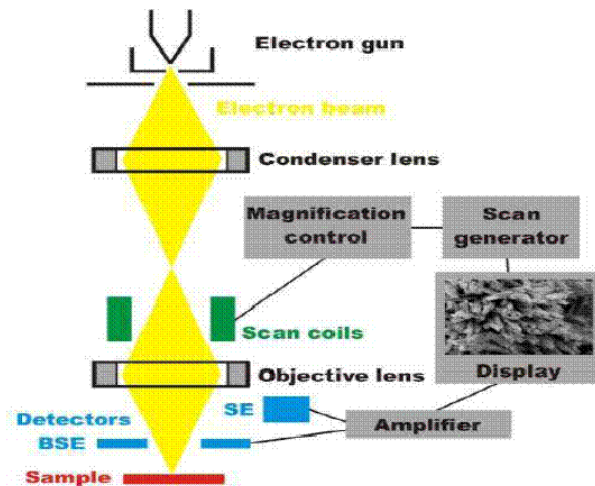 Electron gun
Electron beam
Condenser lens
Magnification
control
Scan
generator
Scan coils
Display
Objective lens
Detectors
SE
BSE
Amplifier
Sample